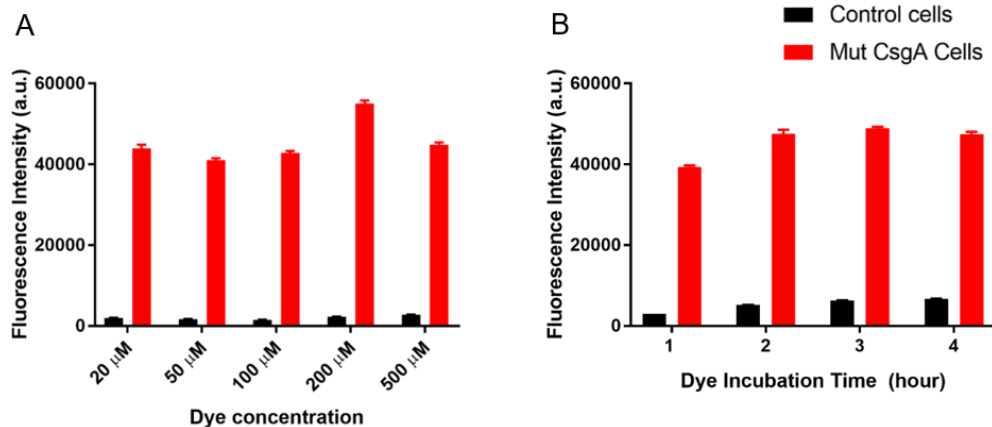 A
Fluorescence Intensity (a.u.)
60000
40000
20000
0
20 μM
50 μM
100 μM
200 μM
500 μM
Dye concentration
B
Control cells
Mut CsgA Cells
Fluorescence Intensity (a.u.)
60000
40000
20000
0
1
2
3
4
Dye Incubation Time (hour)